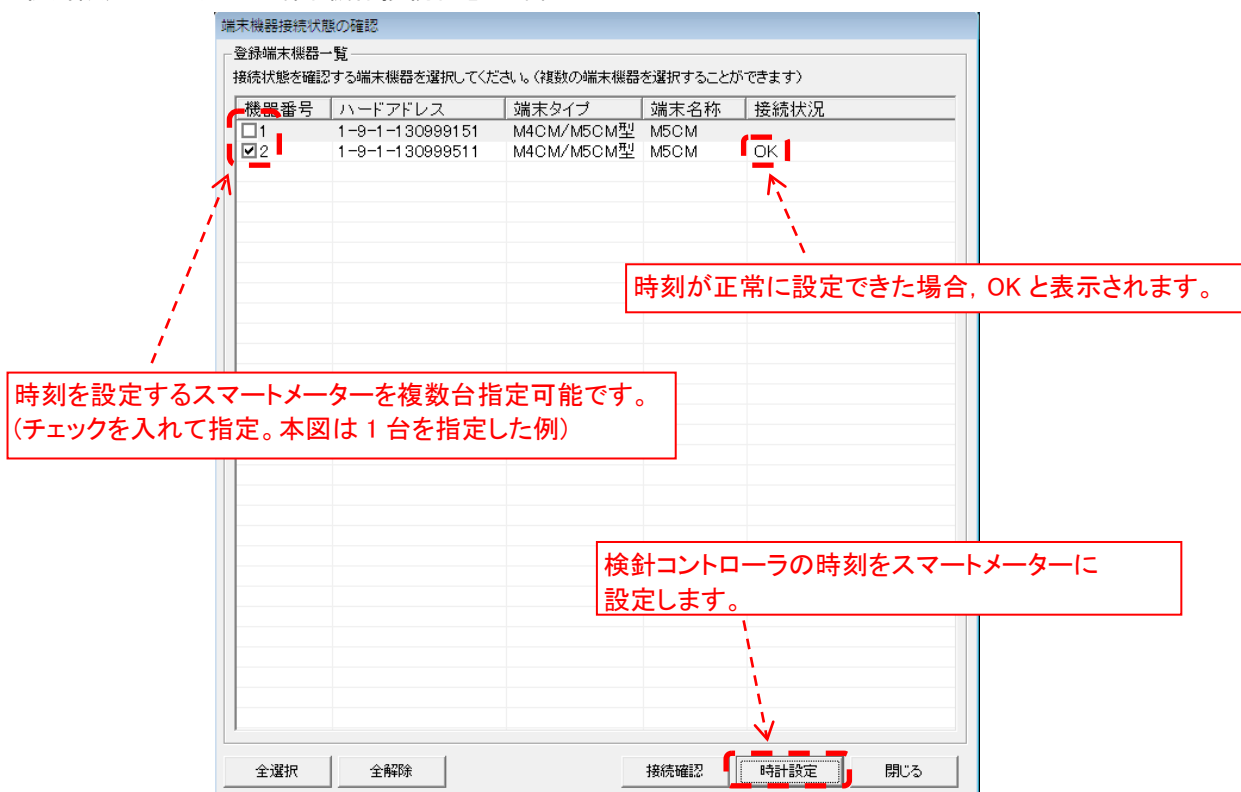 端末機器接続状態の確認
登録端末機器一覧
接続状態を確認する端末機器を選択してください。(複数の端末機器を選択することができます)
機器番号 ハードアドレス 端末タイプ 端末名称 接続状況
1 1-9-1-130999151 M4CM/M5CM型 M5CM
2 1-9-1-130999511 M4CM/M5CM型 M5CM OK
時刻が正常に設定できた場合, OK と表示されます。
時刻を設定するスマートメーターを複数台指定可能です。
(チェックを入れて指定。本図は 1 台を指定した例)
検針コントローラの時刻をスマートメーターに
設定します。
全選択 全解除 接続確認 時計設定 閉じる